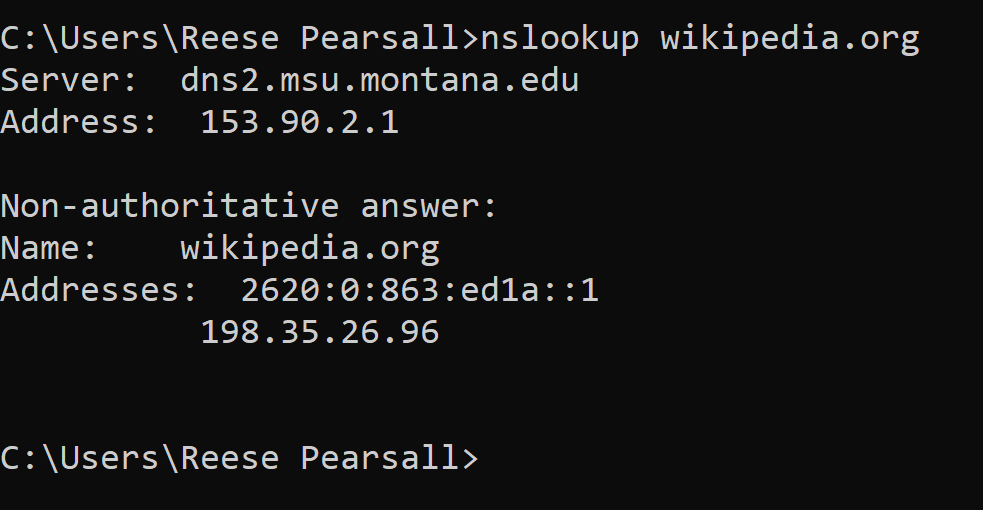 C:\Users\Reese Pearsall>nslookup wikipedia.org
Server:  dns2.msu.montana.edu
Address:  153.90.2.1

Non-authoritative answer:
Name:    wikipedia.org
Addresses:  2620:0:863:ed1a::1
          198.35.26.96

C:\Users\Reese Pearsall>